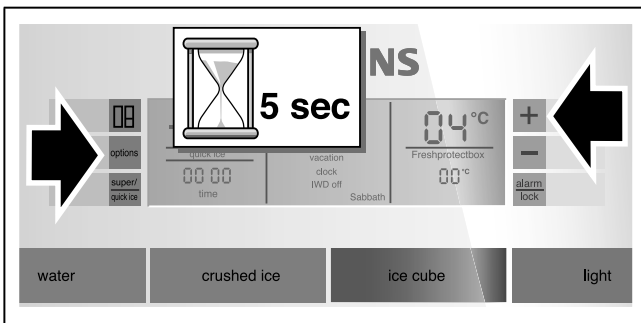 NS
5 sec
options
super/
quick ice
quick ice
00 00
time
vacation
clock
IWD off
Sabbath
04°C
Freshprotectbox
00°C
+
−
alarm
lock
water
crushed ice
ice cube
light